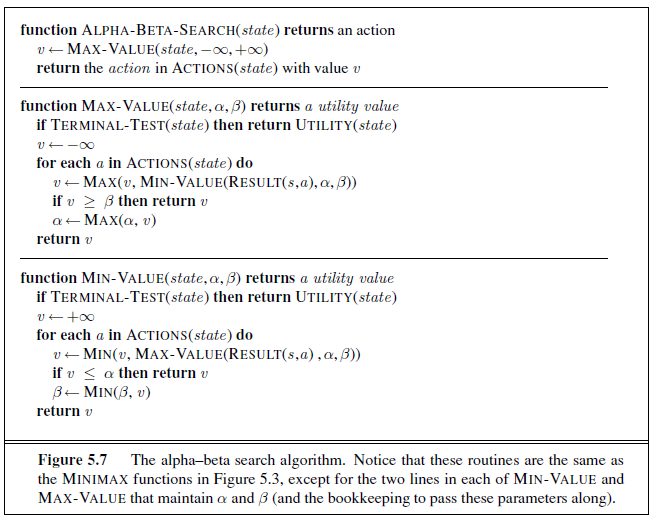 function ALPHA-BETA-SEARCH(state) returns an action
v ← MAX-VALUE(state, −∞, +∞)
return the action in ACTIONS(state) with value v
function MAX-VALUE(state, α, β) returns a utility value
if TERMINAL-TEST(state) then return UTILITY(state)
v ← −∞
for each a in ACTIONS(state) do
v ← MAX(v, MIN-VALUE(RESULT(s,a), α, β))
if v ≥ β then return v
α ← MAX(α, v)
return v
function MIN-VALUE(state, α, β) returns a utility value
if TERMINAL-TEST(state) then return UTILITY(state)
v ← +∞
for each a in ACTIONS(state) do
v ← MIN(v, MAX-VALUE(RESULT(s,a) , α, β))
if v ≤ α then return v
β ← MIN(β, v)
return v
Figure 5.7 The alpha–beta search algorithm. Notice that these routines are the same as
the MINIMAX functions in Figure 5.3, except for the two lines in each of MIN-VALUE and
MAX-VALUE that maintain α and β (and the bookkeeping to pass these parameters along).